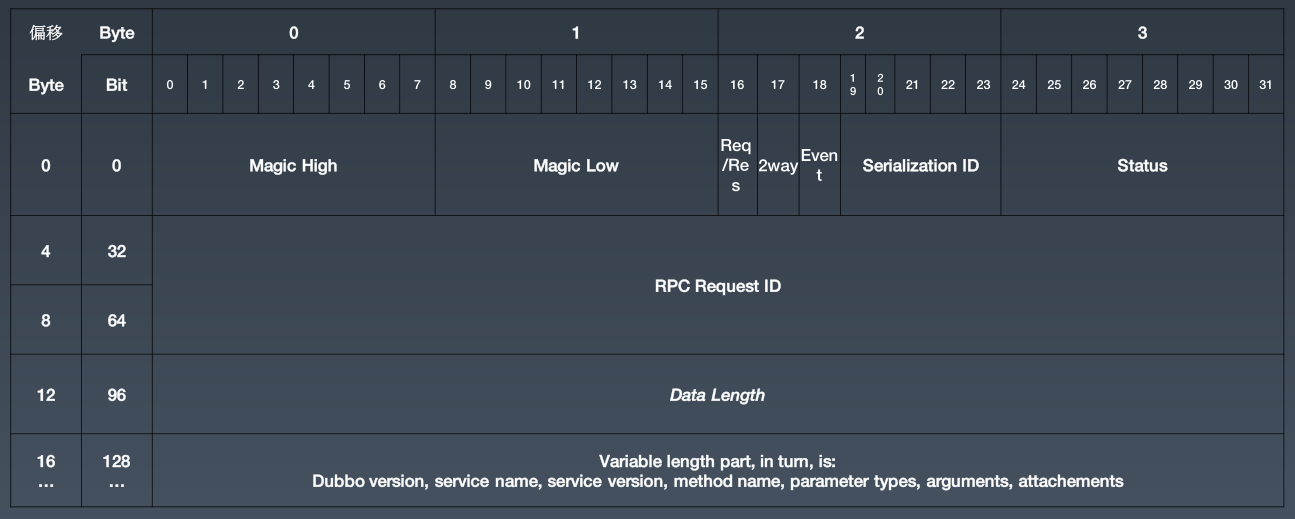 偏移 Byte 0 1 2 3
Byte Bit 0 1 2 3 4 5 6 7 8 9 10 11 12 13 14 15 16 17 18 19 20 21 22 23 24 25 26 27 28 29 30 31
0 0 Magic High Magic Low Req/Res 2way Event Serialization ID Status
4 32
RPC Request ID
8 64
12 96 Data Length
16 128 Variable length part, in turn, is:
... ... Dubbo version, service name, service version, method name, parameter types, arguments, attachements